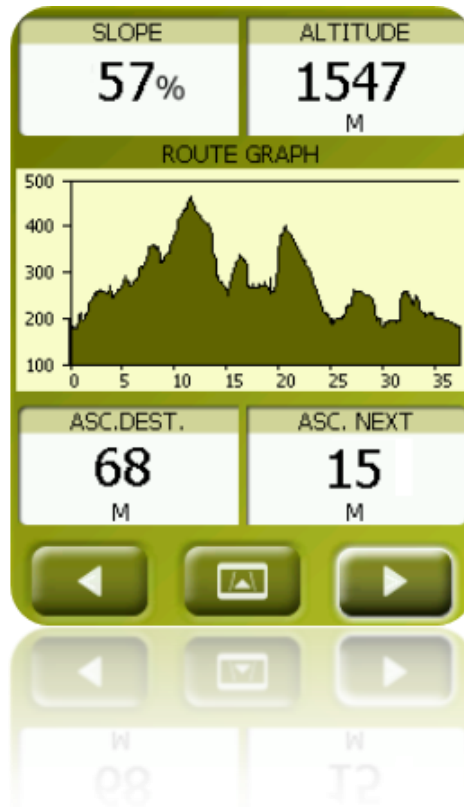 SLOPE ALTITUDE
57% 1547
M
ROUTE GRAPH
500
400
300
200
100
0 5 10 15 20 25 30 35
ASC.DEST. ASC. NEXT
68 15
M M